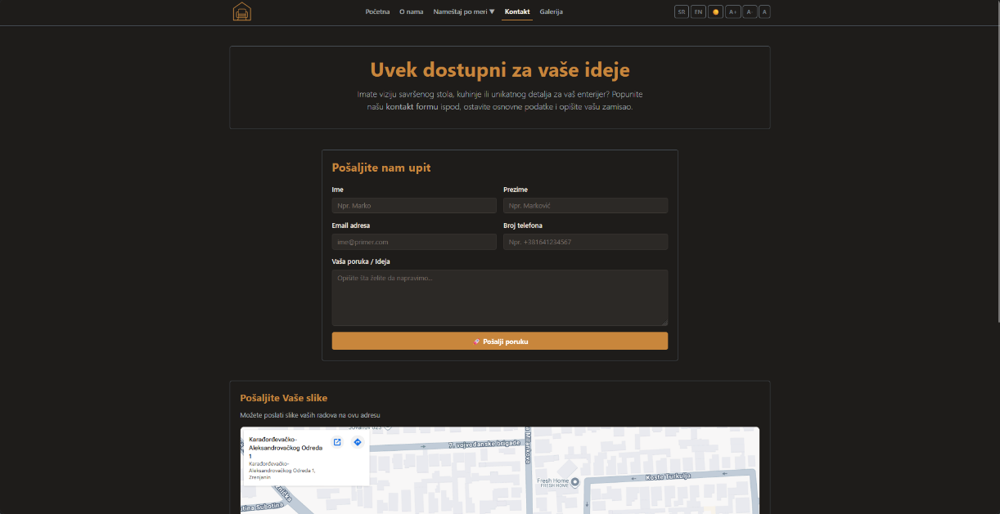 Početna O nama Nameštaj po meri ▼ Kontakt Galerija SR EN A+ A- A
Uvek dostupni za vaše ideje
Imate viziju savršenog stola, kuhinje ili unikatnog detalja za vaš enterijer? Popunite
našu kontakt formu ispod, ostavite osnovne podatke i opišite vašu zamisao.
Pošaljite nam upit
Ime Prezime
Npr. Marko Npr. Marković
Email adresa Broj telefona
ime@primer.com Npr. +381641234567
Vaša poruka / Ideja
Opišite šta želite da napravimo...
Pošalji poruku
Pošaljite Vaše slike
Možete poslati slike vaših radova na ovu adresu
Karađorđevačko-
Aleksandrovačkog Odreda
1
Karađorđevačko-
Aleksandrovačkog Odreda 1,
Zrenjanin
7. vojvođanske brigade
Fresh Home
FRESH HOME
Koste Turkulja
Subotina